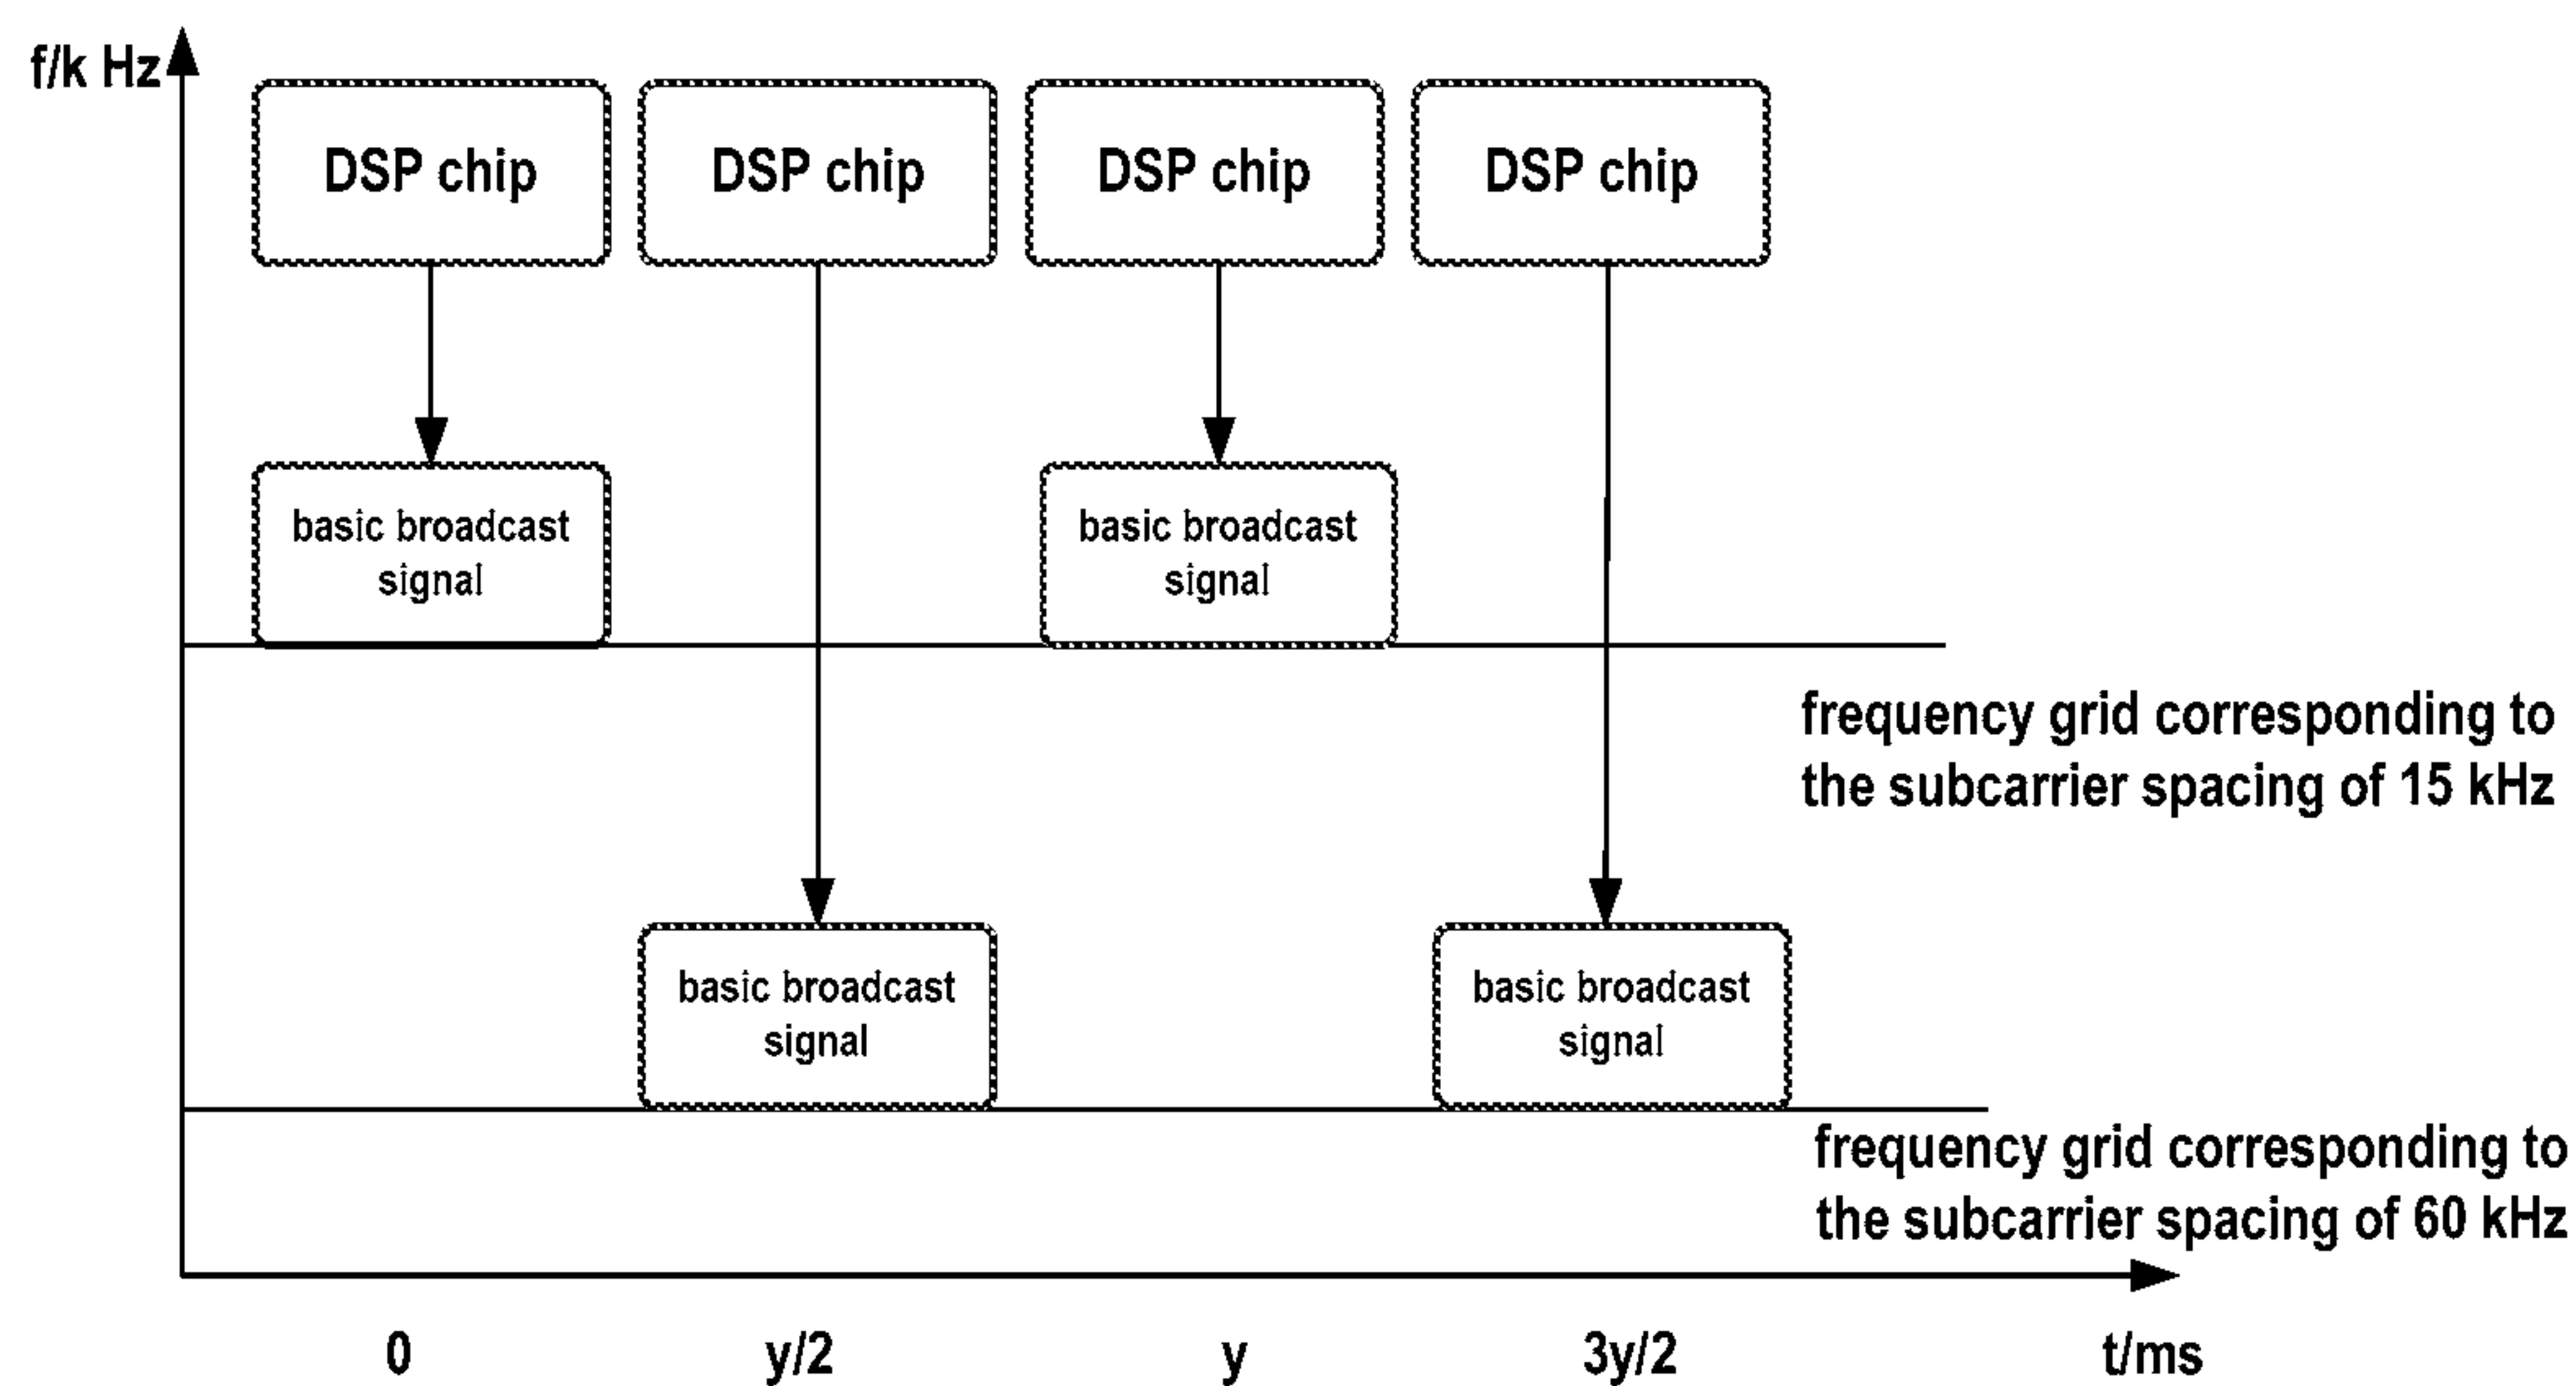 f/k Hz
DSP chip
DSP chip
DSP chip
DSP chip
basic broadcast
signal
basic broadcast
signal
frequency grid corresponding to
the subcarrier spacing of 15 kHz
basic broadcast
signal
basic broadcast
signal
frequency grid corresponding to
the subcarrier spacing of 60 kHz
0
y/2
y
3y/2
t/ms